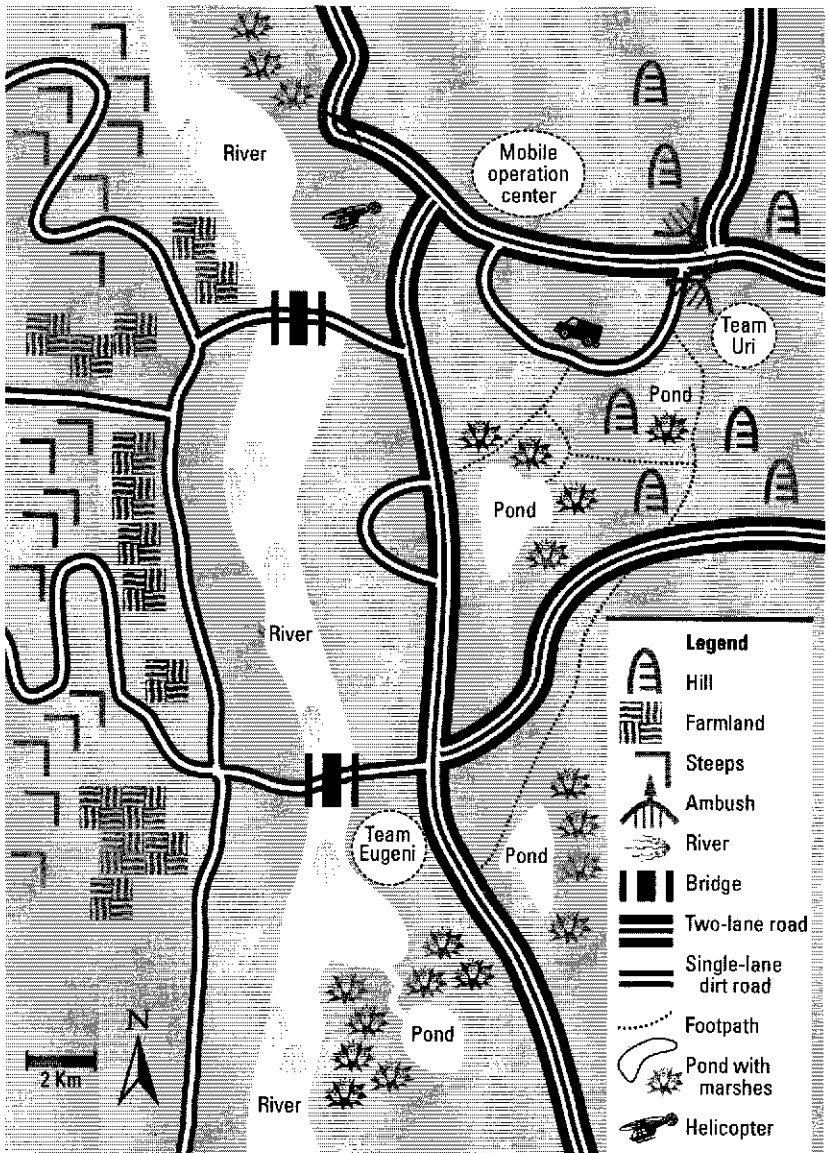 River
Mobile
operation
center
Team
Uri
Pond
Pond
River
Team
Eugeni
Pond
Pond
River
N
2 Km
Legend
Hill
Farmland
Steeps
Ambush
River
Bridge
Two-lane road
Single-lane
dirt road
Footpath
Pond with
marshes
Helicopter